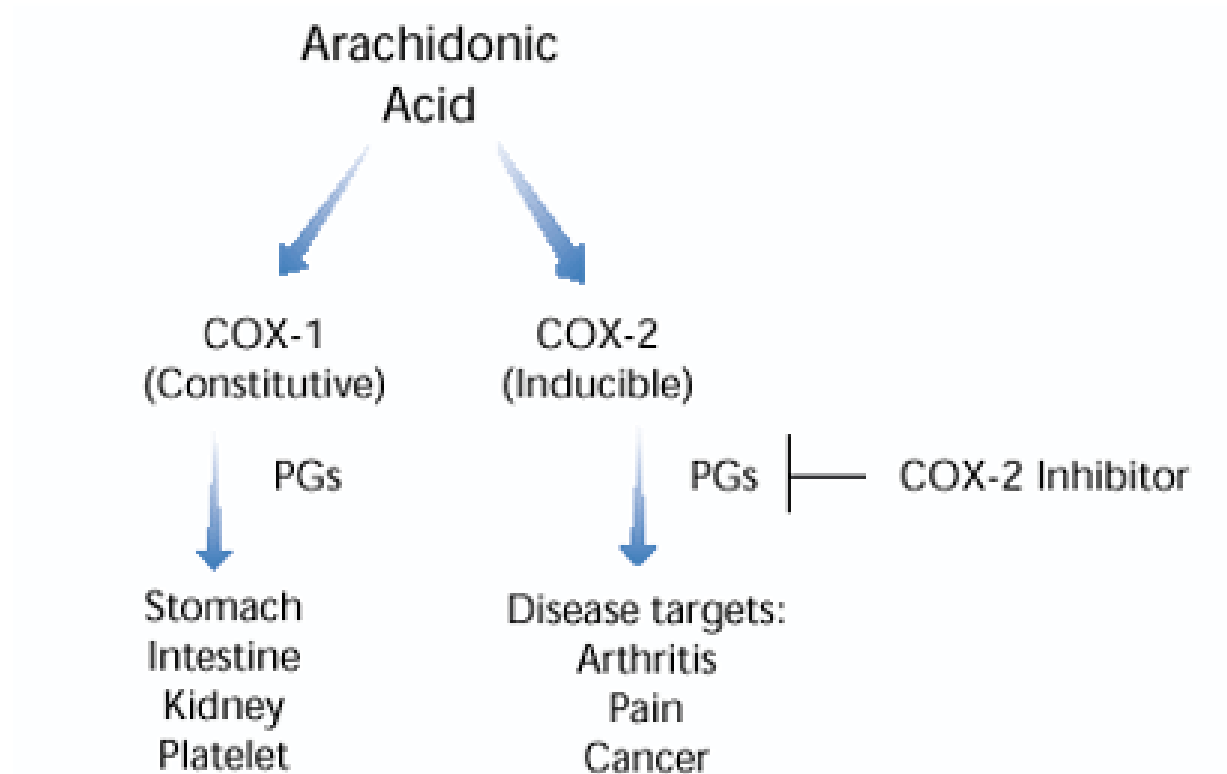 Arachidonic
Acid
COX-1
(Constitutive)
COX-2
(Inducible)
PGs
PGs
COX-2 Inhibitor
Stomach
Intestine
Kidney
Platelet
Disease targets:
Arthritis
Pain
Cancer